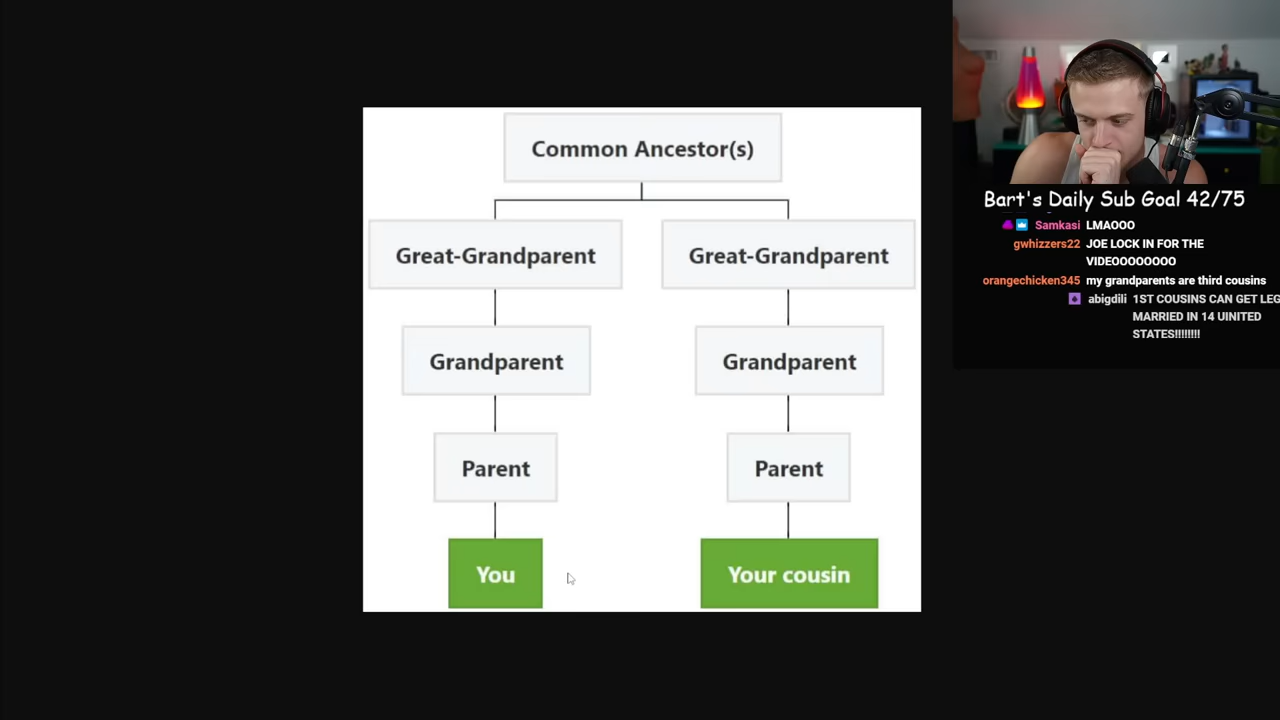 Common Ancestor(s)
Great-Grandparent
Great-Grandparent
Grandparent
Grandparent
Parent
Parent
You
Your cousin
Bart's Daily Sub Goal 42/75
Samkasi LMAOOO
gwhizzers22 JOE LOCK IN FOR THE
VIDEOOOOOOOO
orangechicken345 my grandparents are third cousins
abigdili 1ST COUSINS CAN GET LEG
MARRIED IN 14 UINITED
STATES!!!!!!!!